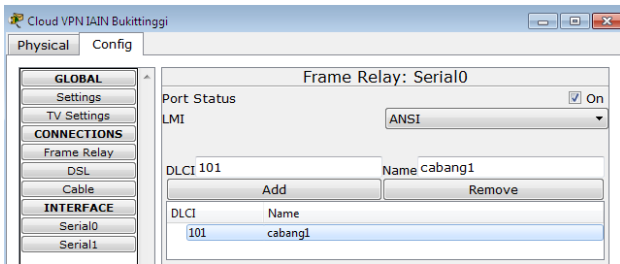 Cloud VPN IAIN Bukittinggi
Physical Config
GLOBAL
Settings
TV Settings
CONNECTIONS
Frame Relay
DSL
Cable
INTERFACE
Serial0
Serial1
Frame Relay: Serial0
Port Status On
LMI ANSI
DLCI 101 Name cabang1
Add Remove
DLCI Name
101 cabang1